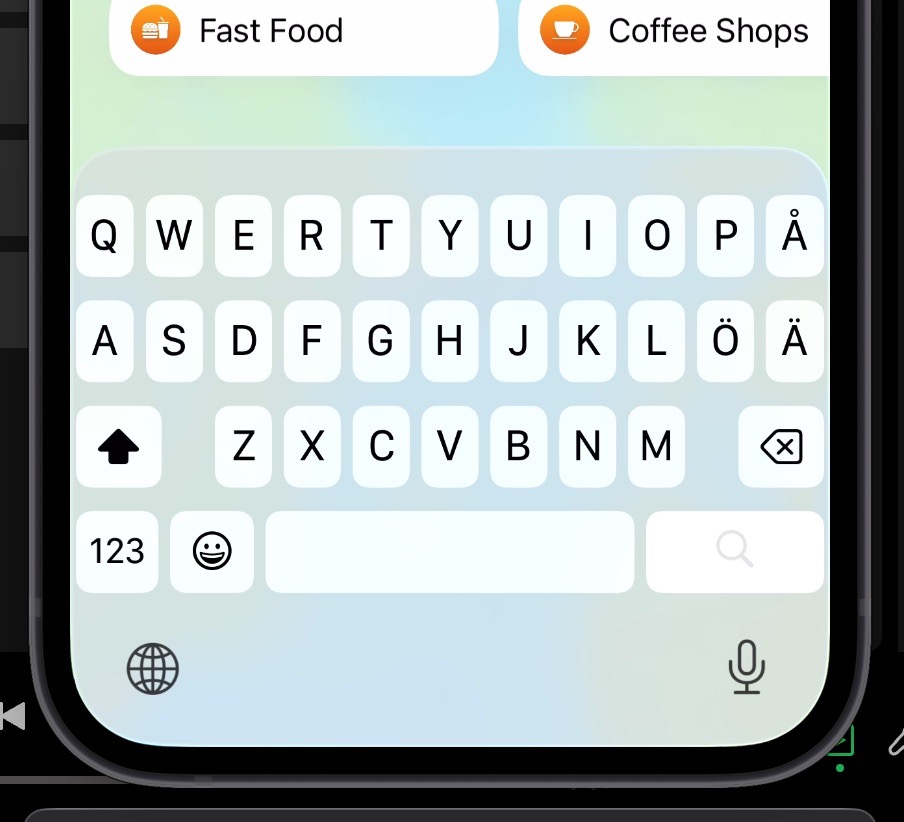 Fast Food
Coffee Shops
Q W E R T Y U I O P Å
A S D F G H J K L Ö Ä
Z X C V B N M
123